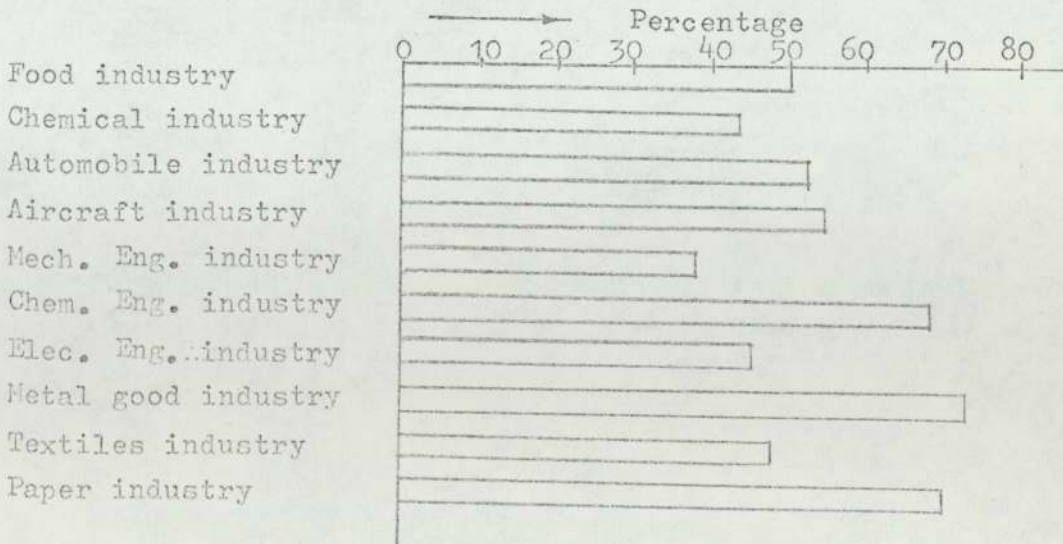 Percentage
0 10 20 30 40 50 60 70 80
Food industry
Chemical industry
Automobile industry
Aircraft industry
Mech. Eng. industry
Chem. Eng. industry
Elec. Eng. industry
Metal good industry
Textiles industry
Paper industry